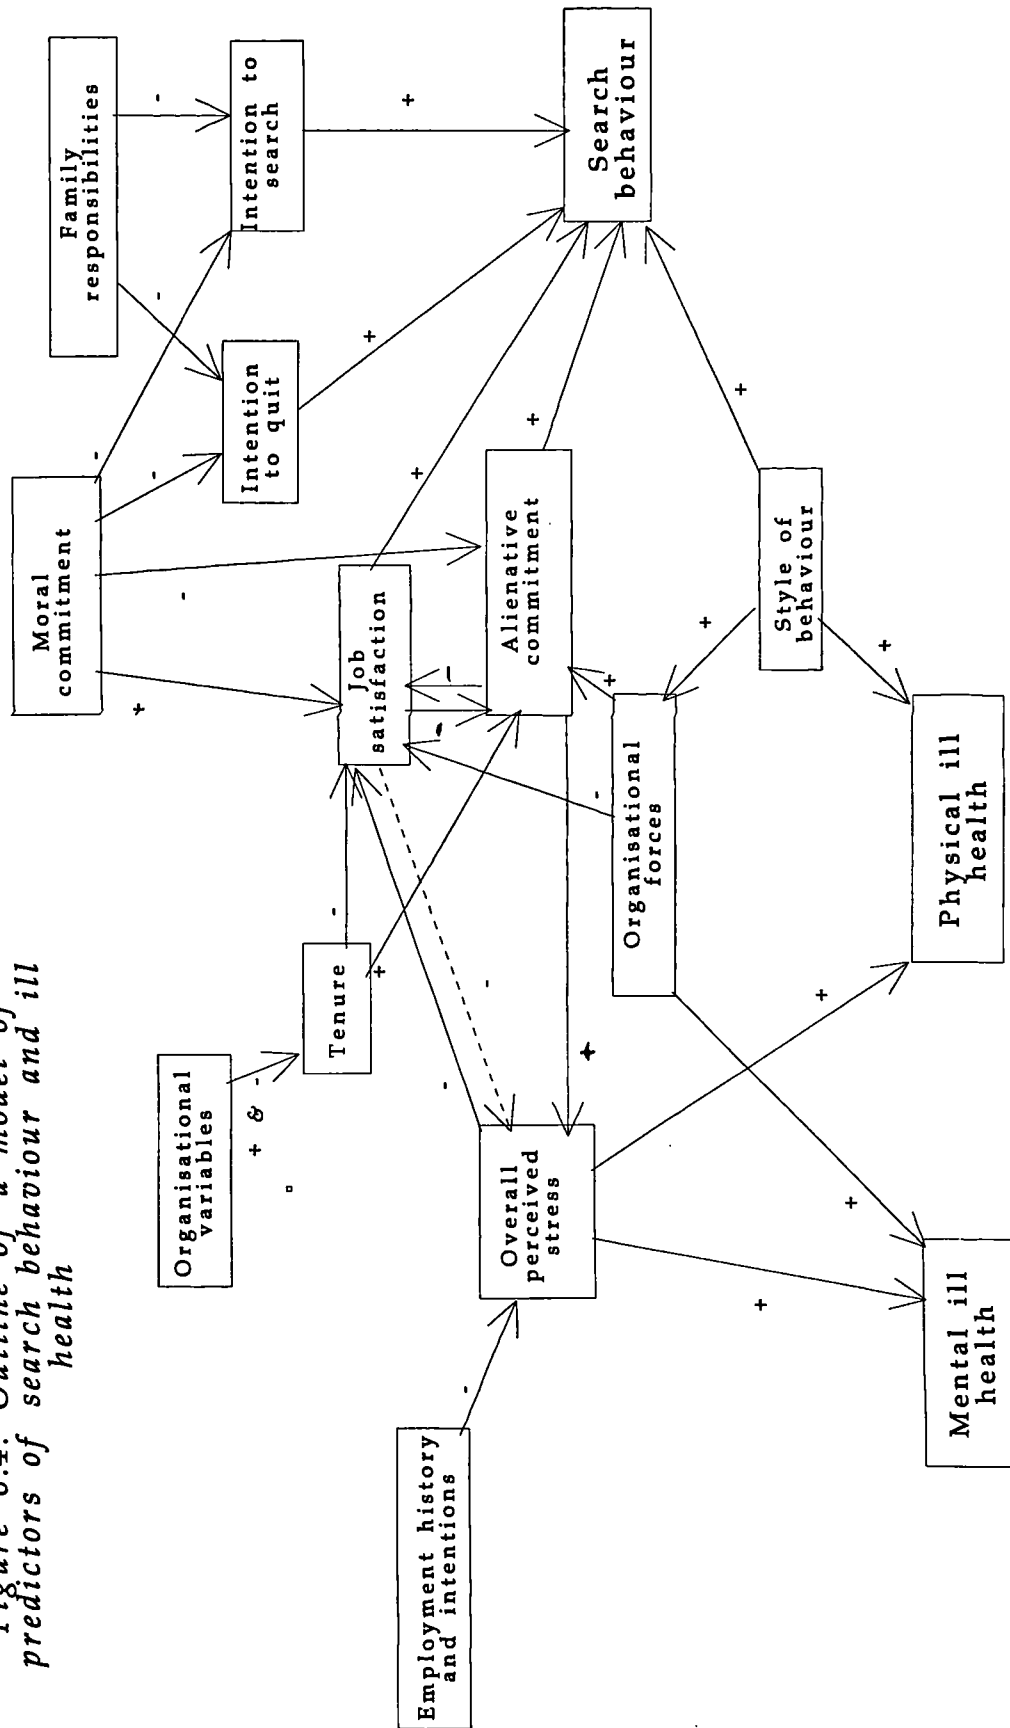 Figure 6.4: Outline of a model of
predictors of search behaviour and ill
health
Family
responsibilities
Moral
commitment
Intention to
search
Intention
to quit
Organisational
variables
Tenure
Job
satisfaction
Alienative
commitment
Search
behaviour
Employment history
and intentions
Overall
perceived
stress
Organisational
forces
Style of
behaviour
Mental ill
health
Physical ill
health
-
-
-
-
-
+
+ & -
-
+
-
-
-
-
-
-
+
+
+
+
+
+
+
+
+
+
+
+
+